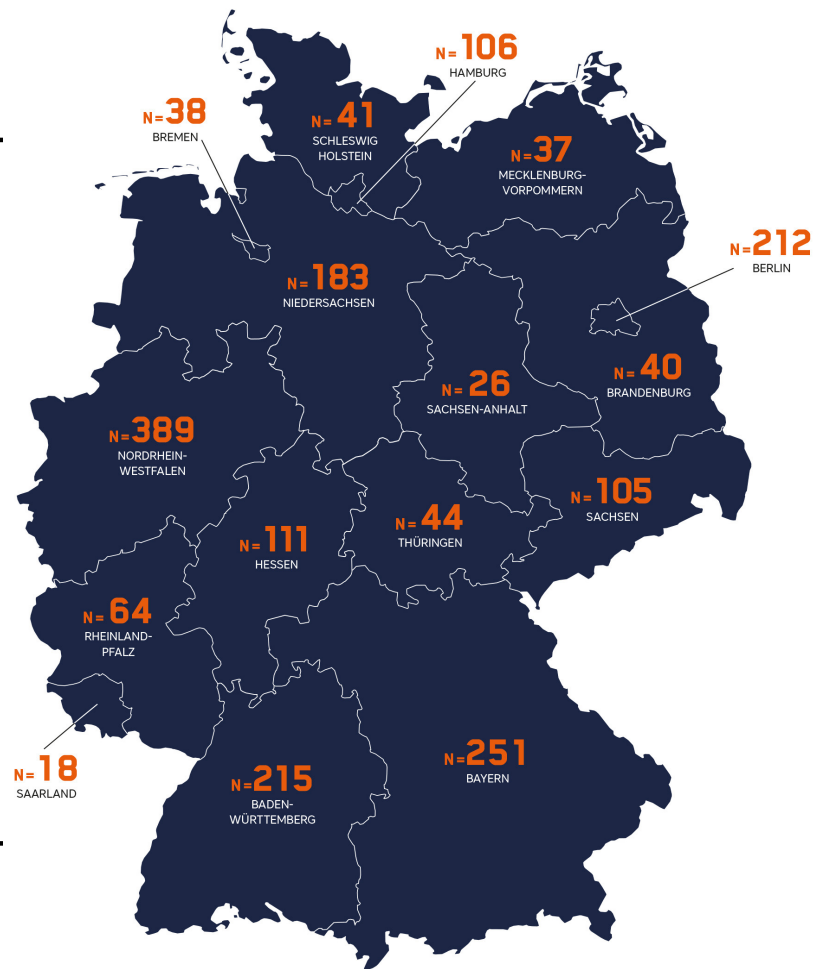 N= 106
HAMBURG
N= 38
BREMEN
N= 41
SCHLESWIG
HOLSTEIN
N= 37
MECKLENBURG-
VORPOMMERN
N= 212
BERLIN
N= 183
NIEDERSACHSEN
N= 40
BRANDENBURG
N= 26
SACHSEN-ANHALT
N= 389
NORDRHEIN-
WESTFALEN
N= 105
SACHSEN
N= 44
THÜRINGEN
N= 111
HESSEN
N= 64
RHEINLAND-
PFALZ
N= 18
SAARLAND
N= 215
BADEN-
WÜRTTEMBERG
N= 251
BAYERN